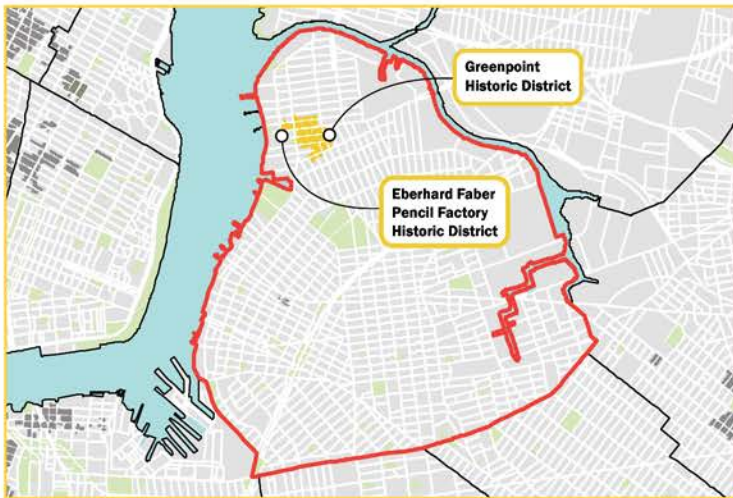 Greenpoint
Historic District
Eberhard Faber
Pencil Factory
Historic District